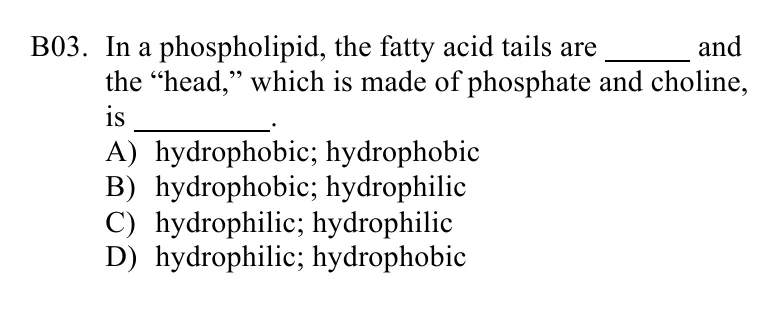 B03. In a phospholipid, the fatty acid tails are ______ and
the “head,” which is made of phosphate and choline,
is _________.
A) hydrophobic; hydrophobic
B) hydrophobic; hydrophilic
C) hydrophilic; hydrophilic
D) hydrophilic; hydrophobic